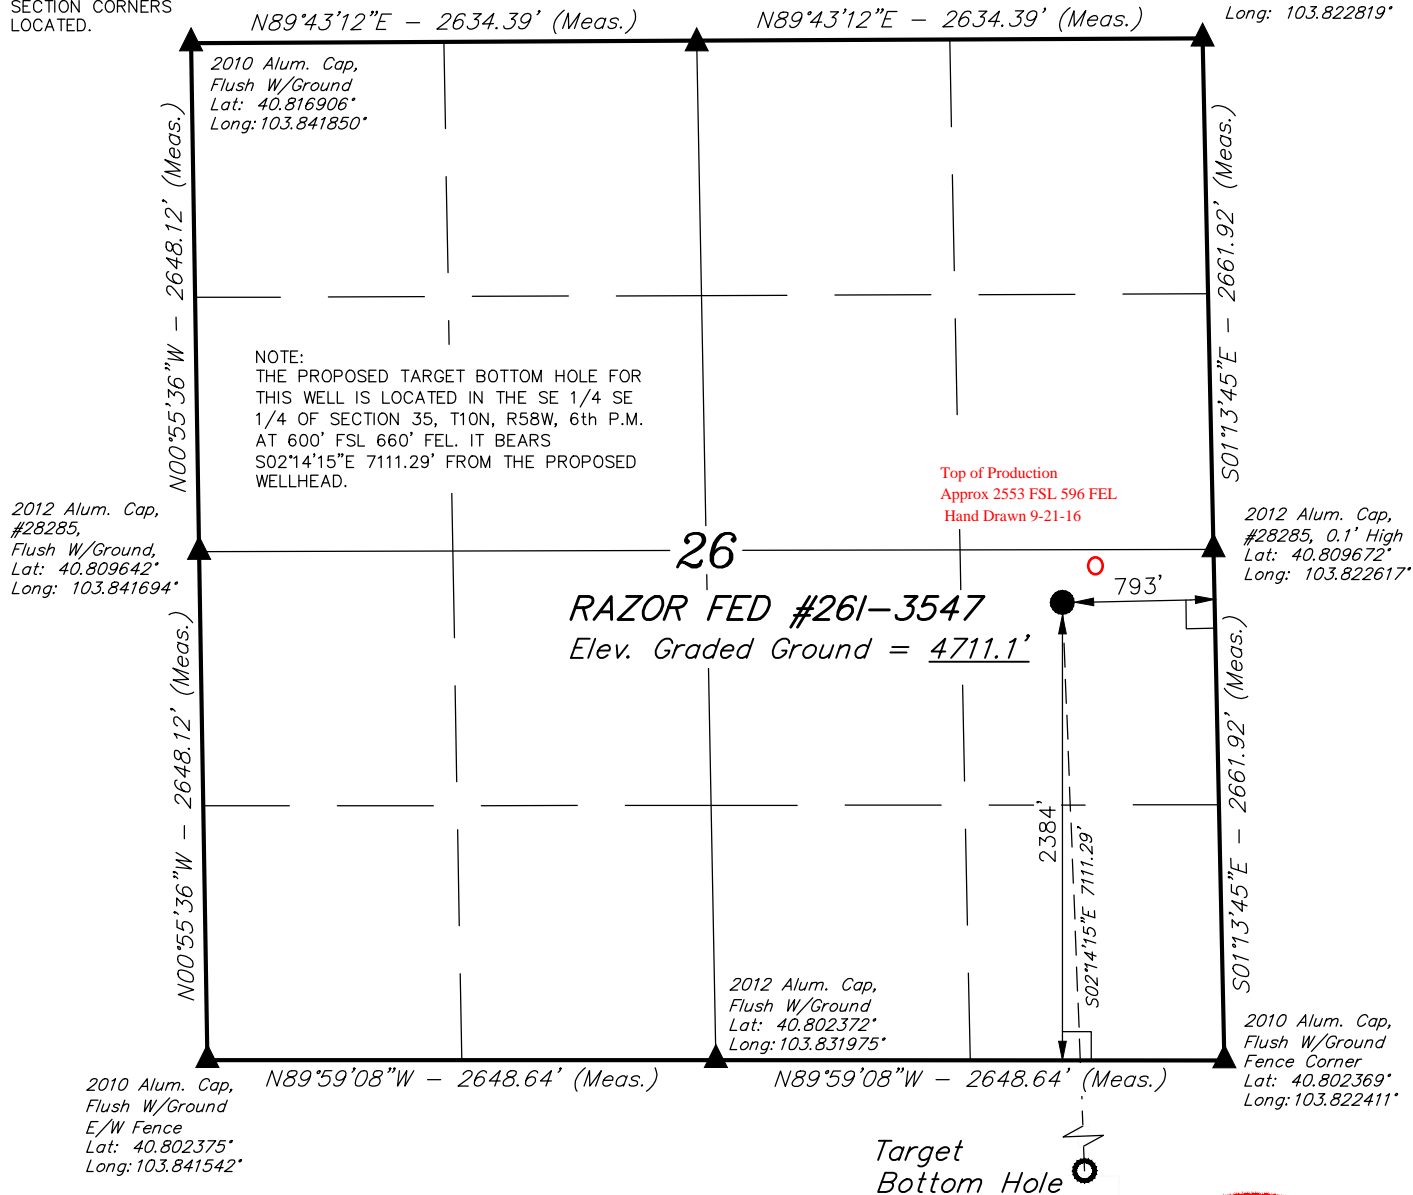 SECTION CORNERS
LOCATED.
N89°43'12"E - 2634.39' (Meas.)
N89°43'12"E - 2634.39' (Meas.)
Long: 103.822819°
2010 Alum. Cap,
Flush W/Ground
Lat: 40.816906°
Long: 103.841850°
N00°55'36"W - 2648.12' (Meas.)
S01°13'45"E - 2661.92' (Meas.)
NOTE:
THE PROPOSED TARGET BOTTOM HOLE FOR
THIS WELL IS LOCATED IN THE SE 1/4 SE
1/4 OF SECTION 35, T10N, R58W, 6th P.M.
AT 600' FSL 660' FEL. IT BEARS
S02°14'15"E 7111.29' FROM THE PROPOSED
WELLHEAD.
Top of Production
Approx 2553 FSL 596 FEL
Hand Drawn 9-21-16
2012 Alum. Cap,
#28285,
Flush W/Ground,
Lat: 40.809642°
Long: 103.841694°
26
2012 Alum. Cap,
#28285, 0.1' High
Lat: 40.809672°
Long: 103.822617°
793'
RAZOR FED #26I-3547
Elev. Graded Ground = 4711.1'
N00°55'36"W - 2648.12' (Meas.)
2384'
S02°14'15"E 7111.29'
S01°13'45"E - 2661.92' (Meas.)
2012 Alum. Cap,
Flush W/Ground
Lat: 40.802372°
Long: 103.831975°
2010 Alum. Cap,
Flush W/Ground
Fence Corner
Lat: 40.802369°
Long: 103.822411°
N89°59'08"W - 2648.64' (Meas.)
N89°59'08"W - 2648.64' (Meas.)
2010 Alum. Cap,
Flush W/Ground
E/W Fence
Lat: 40.802375°
Long: 103.841542°
Target
Bottom Hole